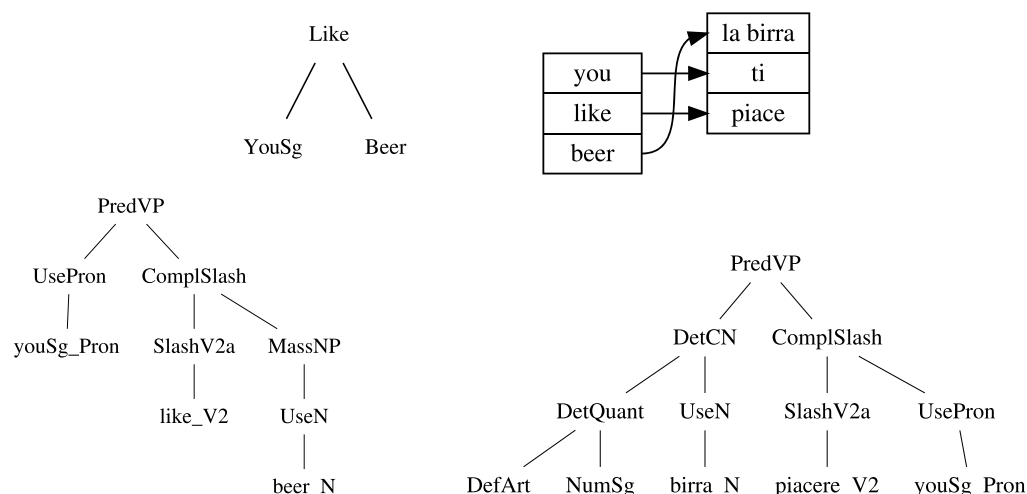 Like
YouSg Beer
la birra
you ti
like piace
beer
PredVP
UsePron ComplSlash
youSg_Pron SlashV2a MassNP
like_V2 UseN
beer_N
PredVP
DetCN ComplSlash
DetQuant UseN SlashV2a UsePron
DefArt NumSg birra_N piacere_V2 youSg_Pron